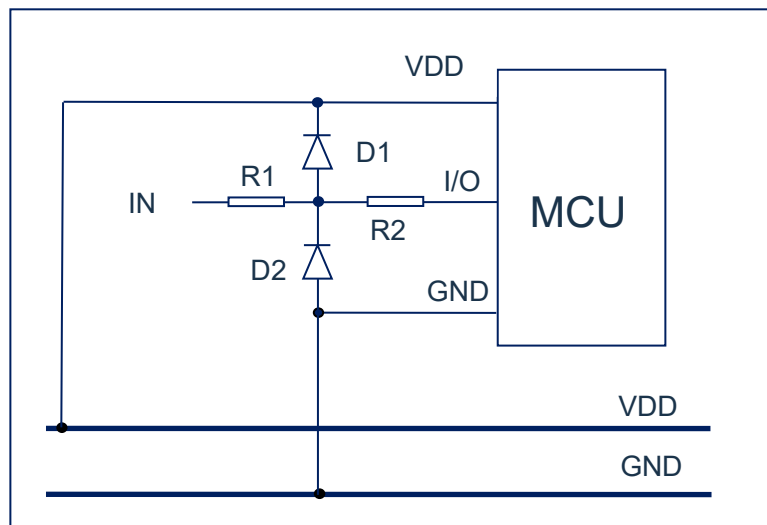 VDD
D1
R1
I/O
IN
MCU
R2
D2
GND
VDD
GND